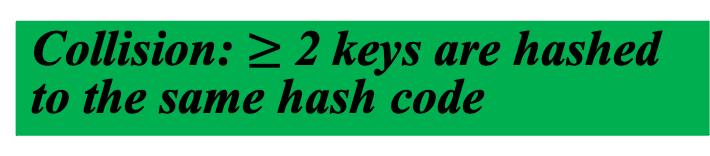 Collision: ≥ 2 keys are hashed
to the same hash code